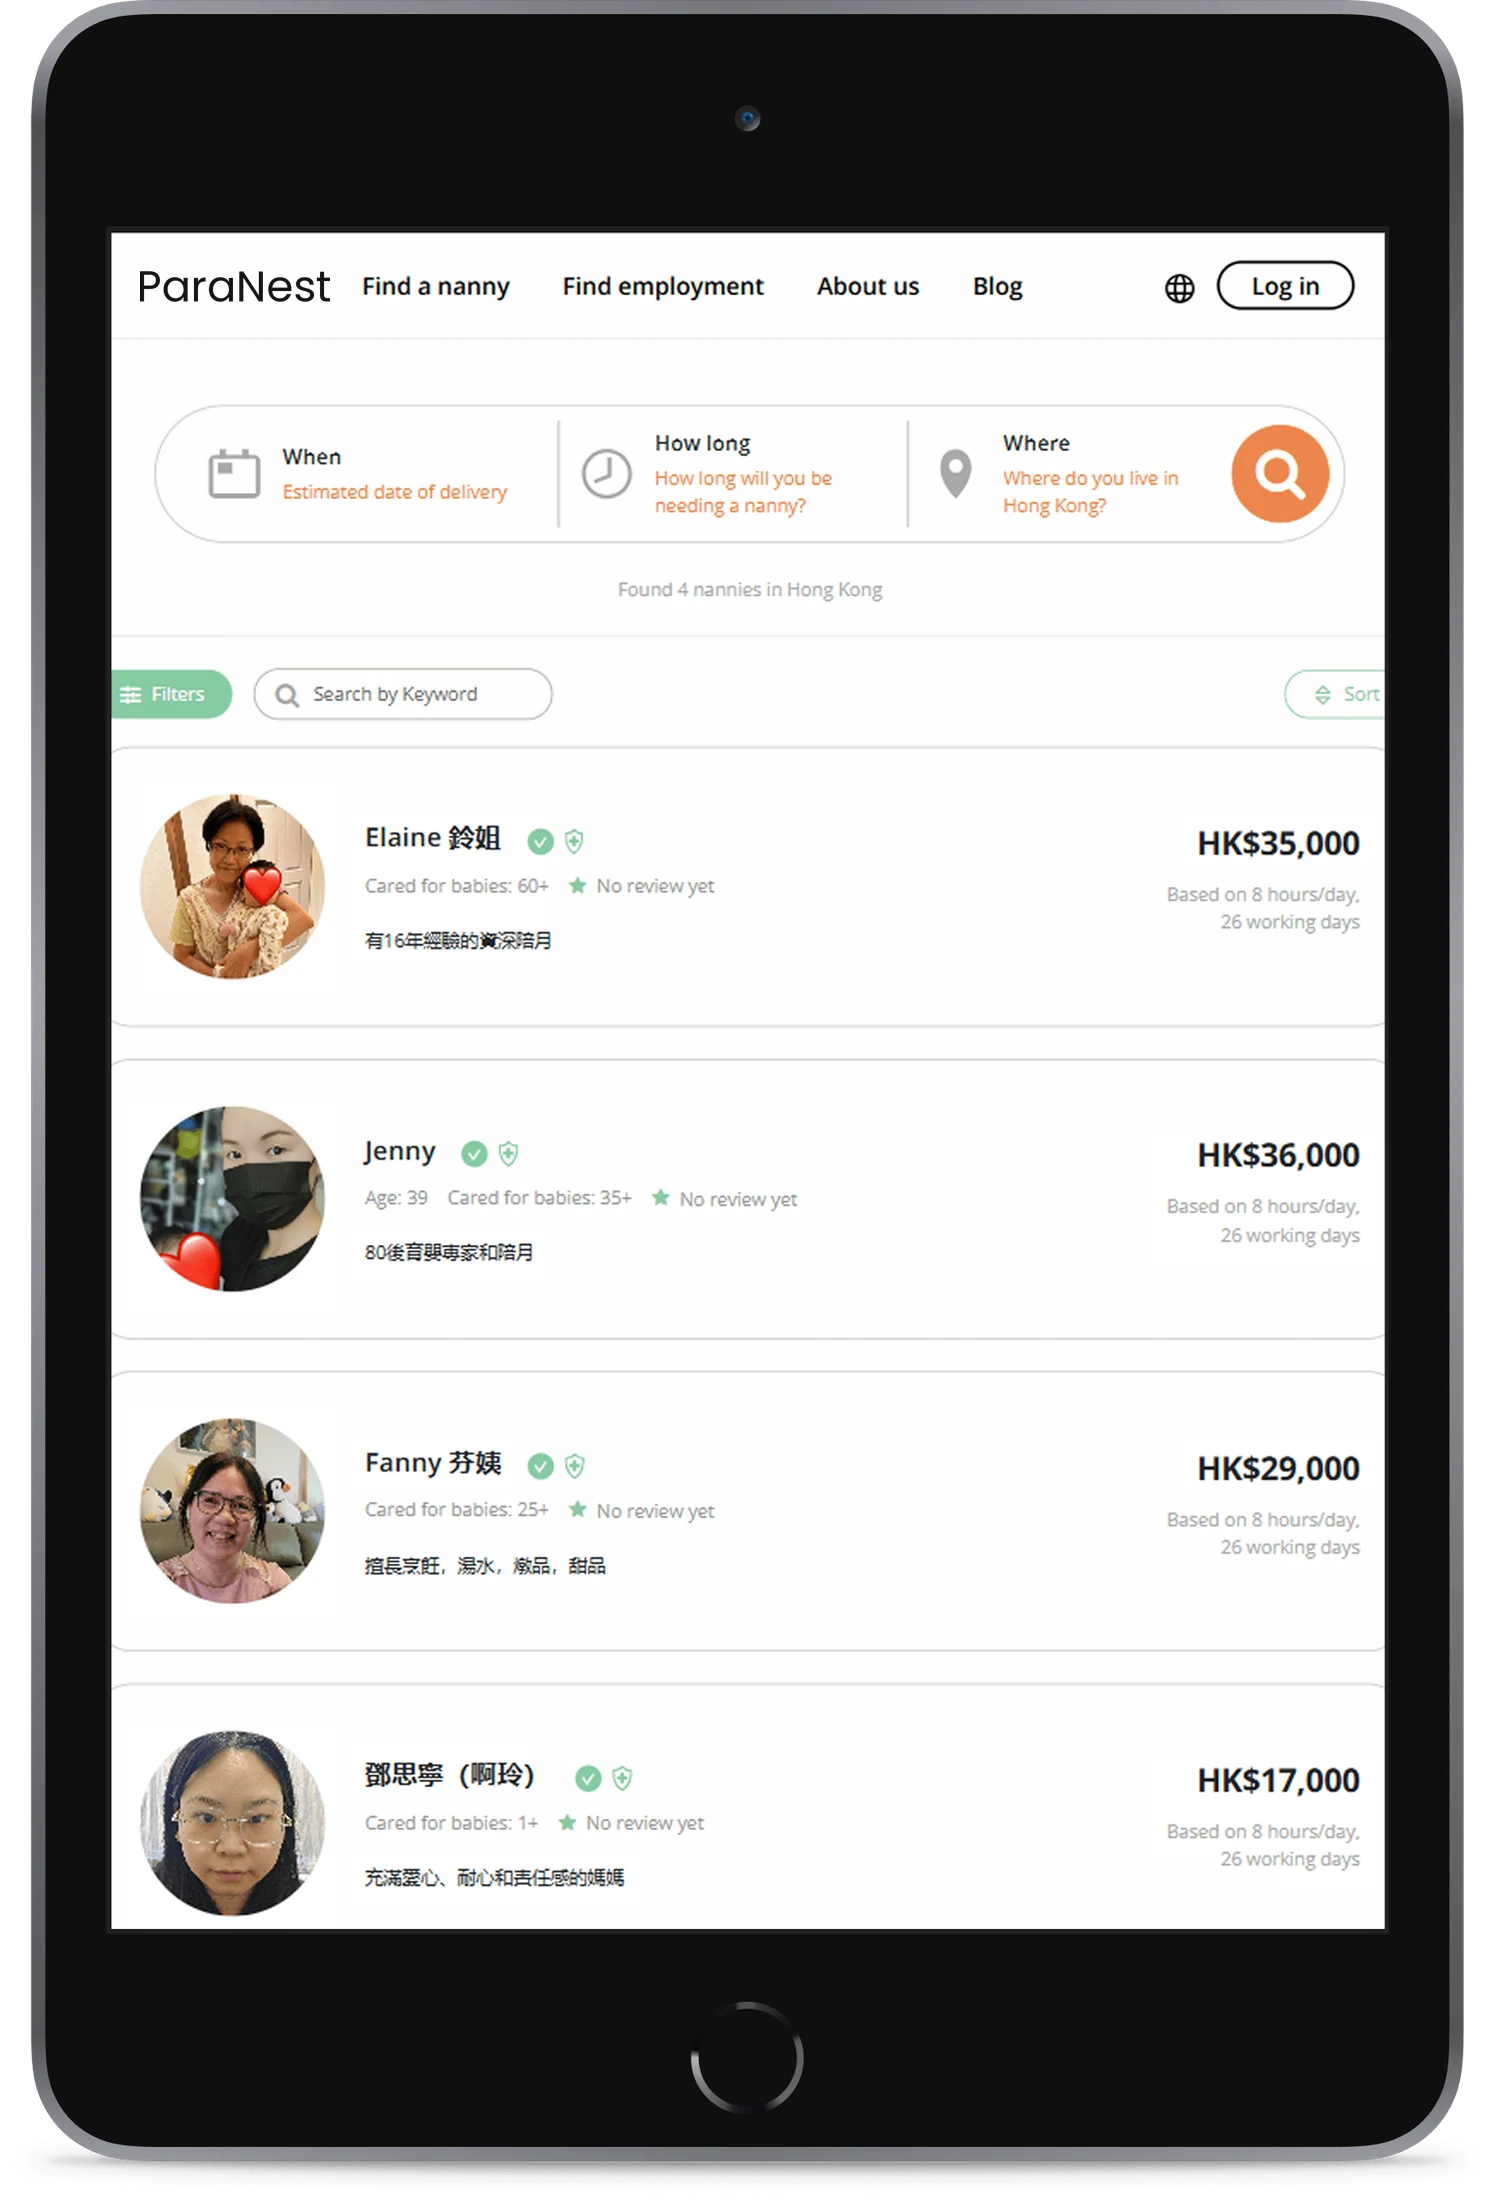 ParaNest Find a nanny Find employment About us Blog Log in
When
Estimated date of delivery
How long
How long will you be
needing a nanny?
Where
Where do you live in
Hong Kong?
Found 4 nannies in Hong Kong
Filters Search by Keyword Sort
Elaine 鈴姐
Cared for babies: 60+ No review yet
有16年經驗的資深陪月
HK$35,000
Based on 8 hours/day,
26 working days
Jenny
Age: 39 Cared for babies: 35+ No review yet
80後育嬰專家和陪月
HK$36,000
Based on 8 hours/day,
26 working days
Fanny 芬姨
Cared for babies: 25+ No review yet
擅長烹飪，湯水，燉品，甜品
HK$29,000
Based on 8 hours/day,
26 working days
鄧思寧（啊玲）
Cared for babies: 1+ No review yet
充滿愛心、耐心和責任感的媽媽
HK$17,000
Based on 8 hours/day,
26 working days